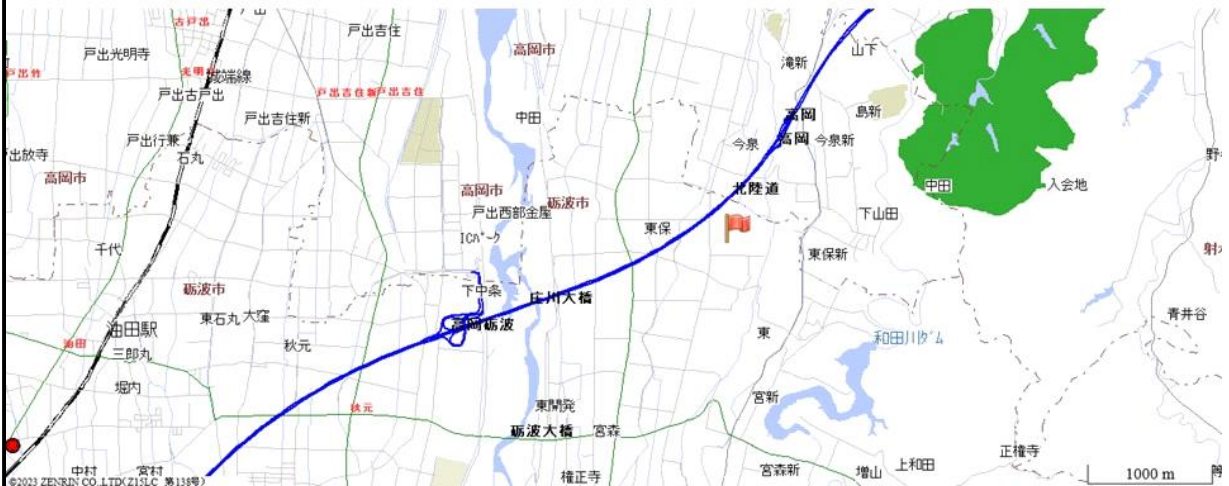 古戸出
戸出吉住
高岡市
山下
戸出光明寺
滝新
城端線
戸出古戸出
戸出吉住新
戸出吉住
高岡
島新
戸出吉住新
中田
戸出行兼
今泉
高岡
今泉新
石丸
野
出放寺
高岡市
高岡市
北陸道
中田
入会地
砺波市
戸出西部金屋
下山田
東保
ICパーク
千代
東保新
射水
砺波市
下中条
庄川大橋
東石丸
大窪
高岡砺波
青井谷
油田駅
東
和田川ダム
油田
秋元
三郎丸
堀内
宮新
秋元
東開発
砺波大橋
宮森
正権寺
中村
宮村
権正寺
宮森新
増山
上和田
1000 m
©2023 ZENRIN CO.,LTD(Z15LC 第138号)